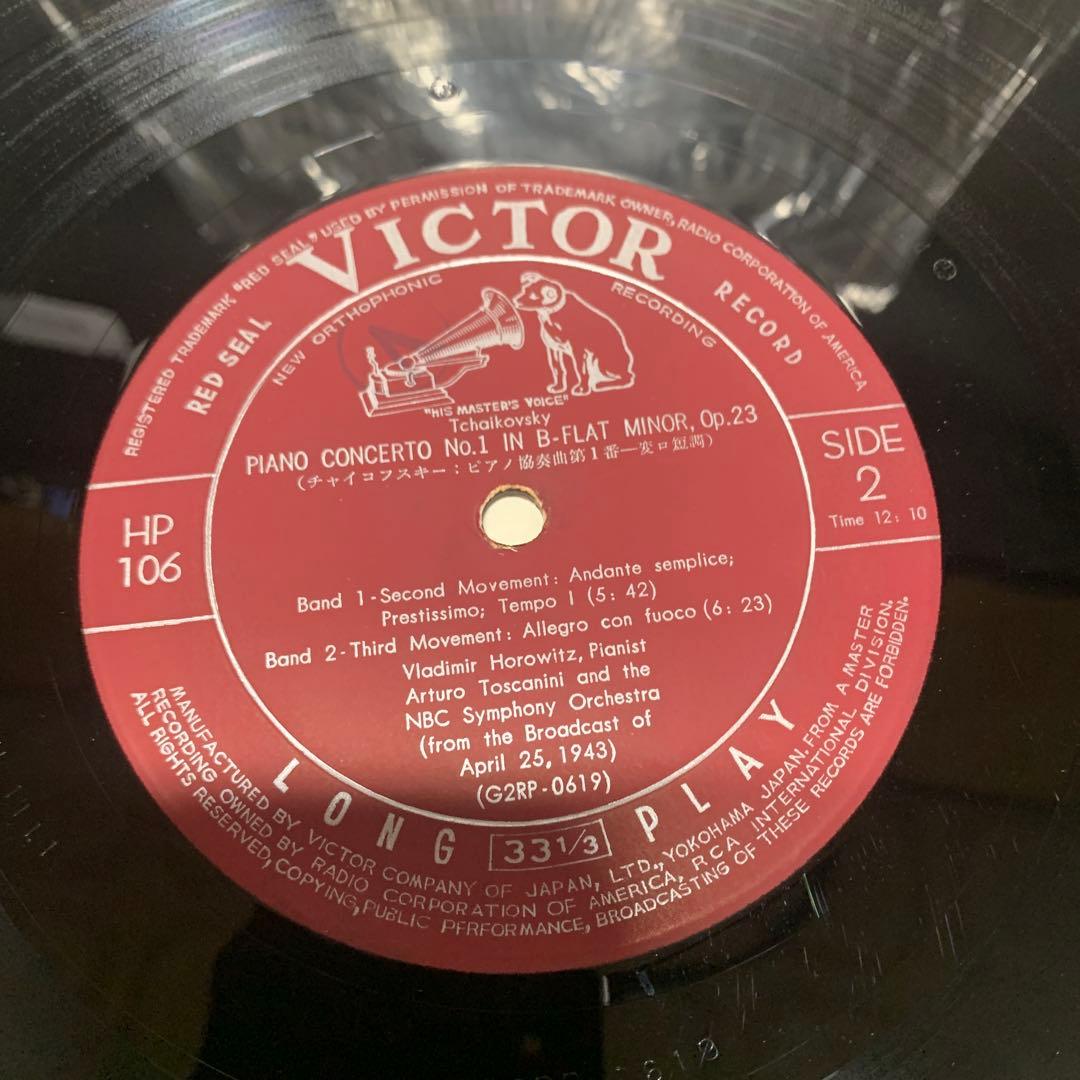 REGISTERED TRADEMARK "RED SEAL" USED BY PERMISSION OF TRADEMARK OWNER, RADIO CORPORATION OF AMERICA
VICTOR
RED SEAL
RECORD
NEW ORTHOPHONIC
RECORDING
"HIS MASTER'S VOICE"
Tchaikovsky
PIANO CONCERTO No.1 IN B-FLAT MINOR, Op.23
(チャイコフスキー：ピアノ協奏曲第1番—変ロ短調)
SIDE
2
Time 12: 10
HP
106
Band 1-Second Movement: Andante semplice;
Prestissimo; Tempo I (5: 42)
Band 2-Third Movement: Allegro con fuoco (6: 23)
Vladimir Horowitz, Pianist
Arturo Toscanini and the
NBC Symphony Orchestra
(from the Broadcast of
April 25, 1943)
(G2RP-0619)
LONG 33 1/3 PLAY
MANUFACTURED BY VICTOR COMPANY OF JAPAN, LTD., YOKOHAMA JAPAN, FROM A MASTER
RECORDING OWNED BY RADIO CORPORATION OF AMERICA, RCA INTERNATIONAL DIVISION,
ALL RIGHTS RESERVED, COPYING, PUBLIC PERFORMANCE, BROADCASTING OF THESE RECORDS ARE FORBIDDEN.